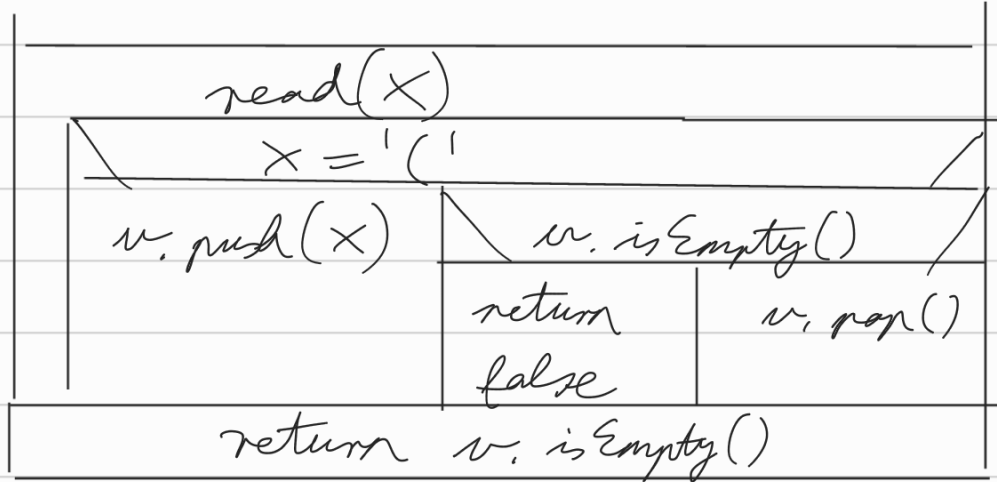 read(x)
x = '('
v.push(x)
v.isEmpty()
return
false
v.pop()
return v.isEmpty()